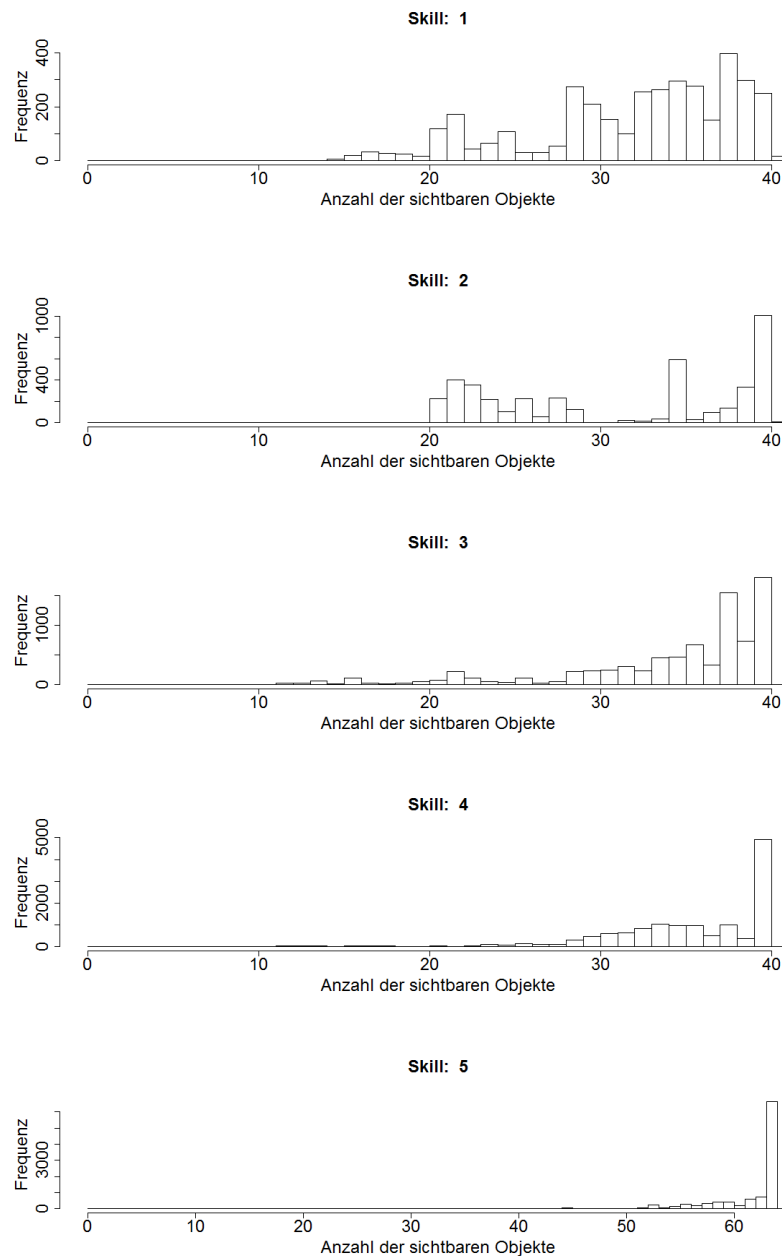 Skill: 1
Frequenz
0 200 400
0 10 20 30 40
Anzahl der sichtbaren Objekte
Skill: 2
Frequenz
0 400 1000
0 10 20 30 40
Anzahl der sichtbaren Objekte
Skill: 3
Frequenz
0 1000
0 10 20 30 40
Anzahl der sichtbaren Objekte
Skill: 4
Frequenz
0 2000 5000
0 10 20 30 40
Anzahl der sichtbaren Objekte
Skill: 5
Frequenz
0 3000
0 10 20 30 40 50 60
Anzahl der sichtbaren Objekte